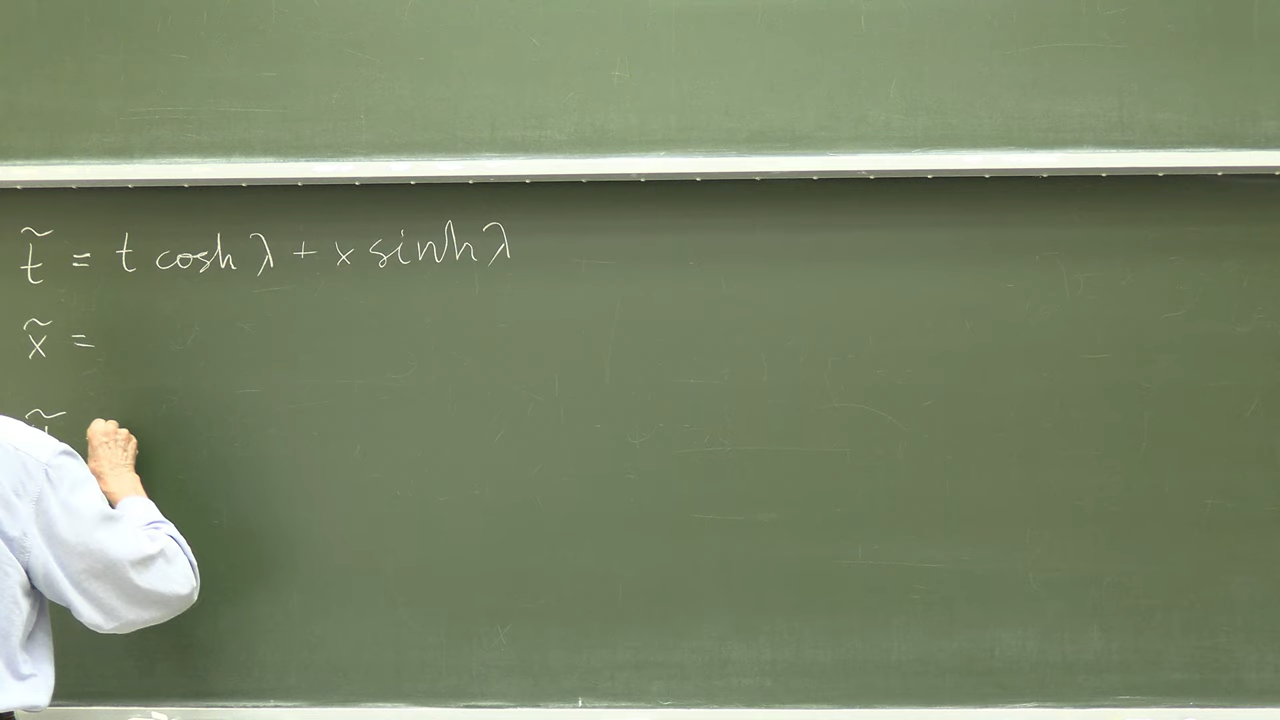 t̃ = t cosh λ + x sinh λ
x̃ =